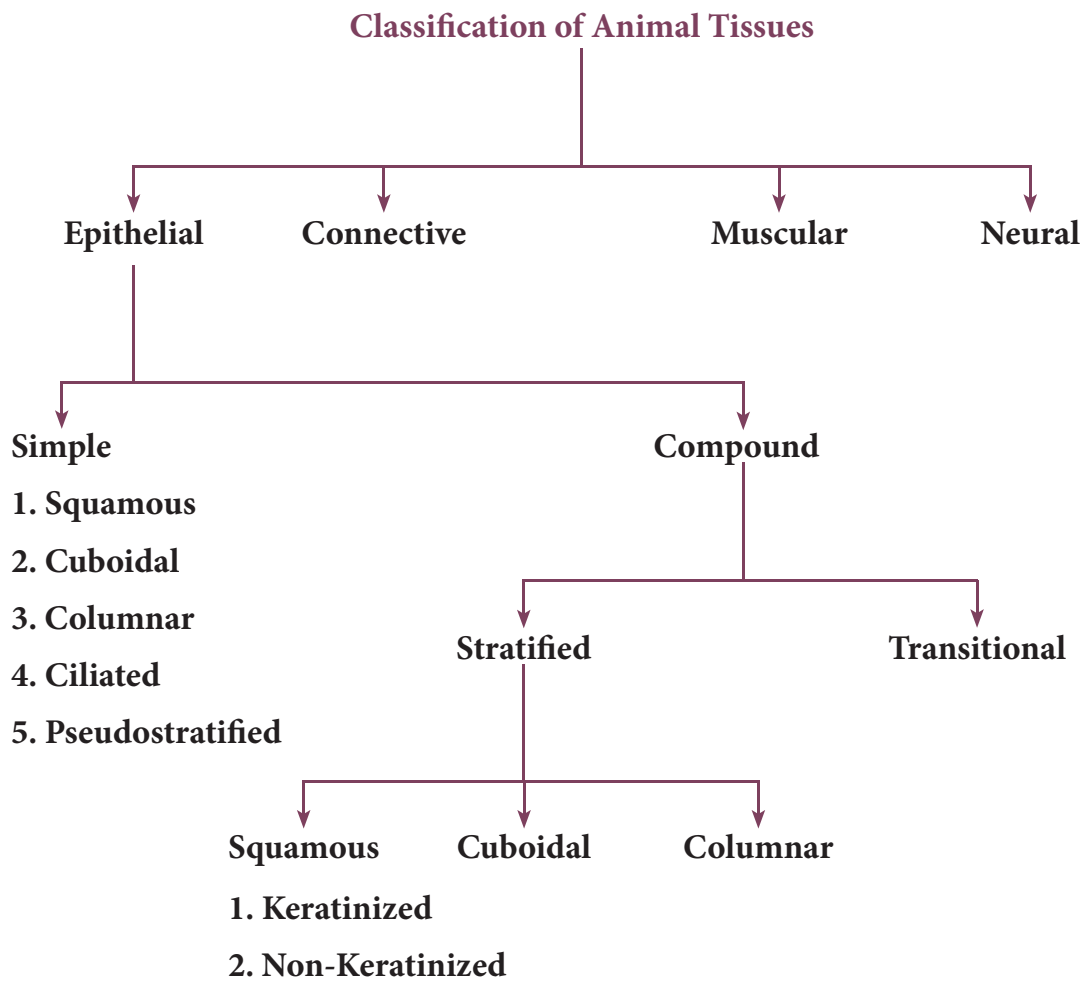 Classification of Animal Tissues
Epithelial Connective Muscular Neural
Simple Compound
1. Squamous
2. Cuboidal
3. Columnar
4. Ciliated
5. Pseudostratified
Stratified Transitional
Squamous Cuboidal Columnar
1. Keratinized
2. Non-Keratinized